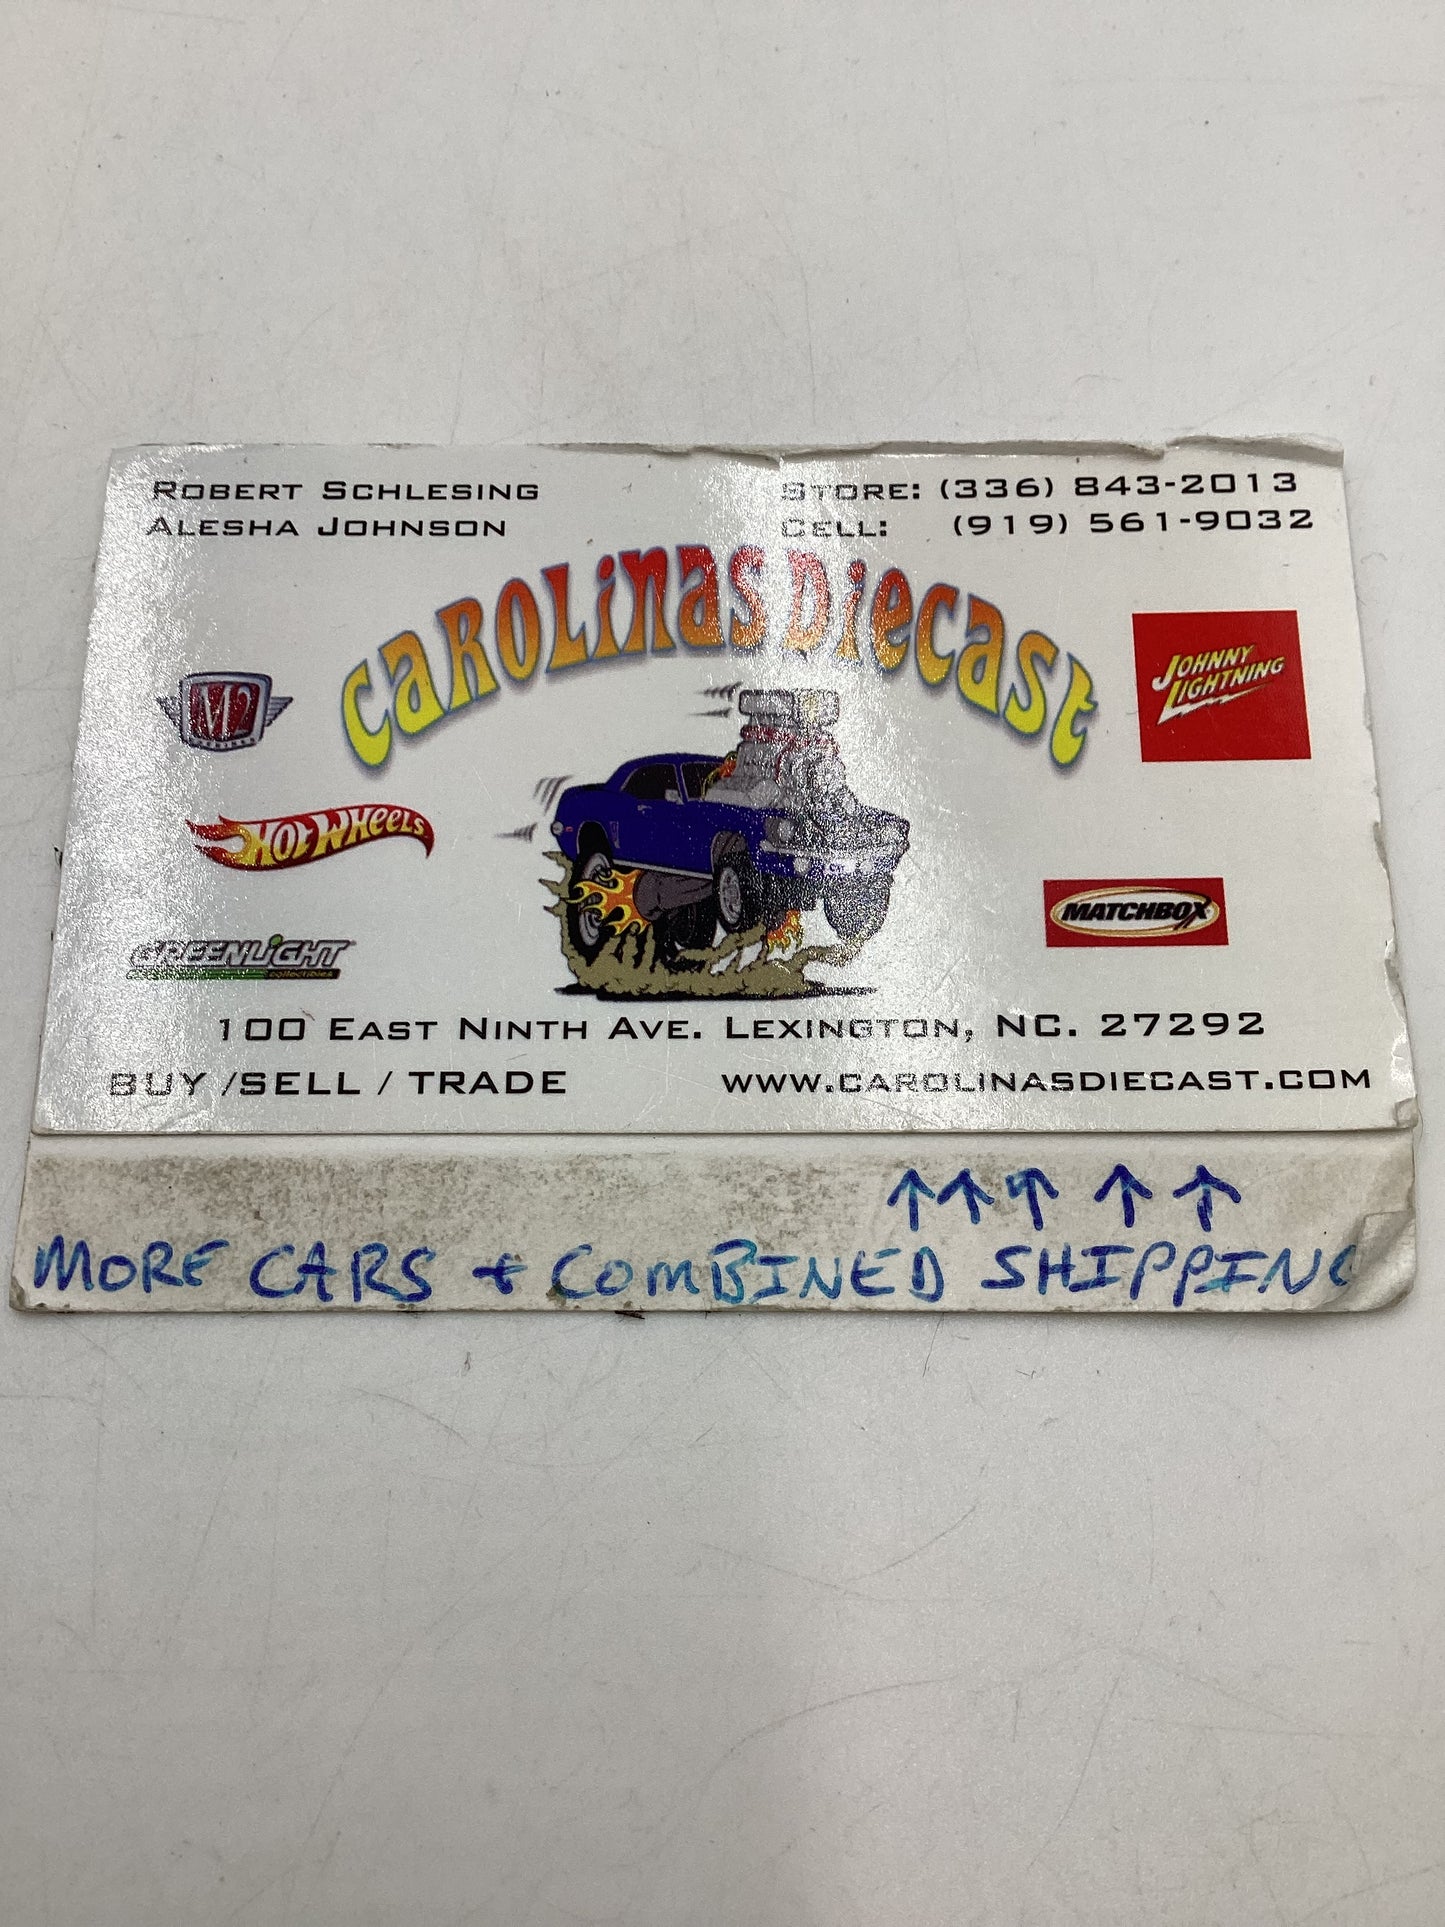 ROBERT SCHLESING
ALESHA JOHNSON
STORE: (336) 843-2013
CELL: (919) 561-9032
CAROLINAS DIECAST
M2
MACHINES
JOHNNY
LIGHTNING
HOT WHEELS
MATCHBOX
GREENLIGHT
collectibles
100 EAST NINTH AVE. LEXINGTON, NC. 27292
BUY /SELL / TRADE
WWW.CAROLINASDIECAST.COM
↑ ↑ ↑ ↑ ↑
MORE CARS + COMBINED SHIPPING